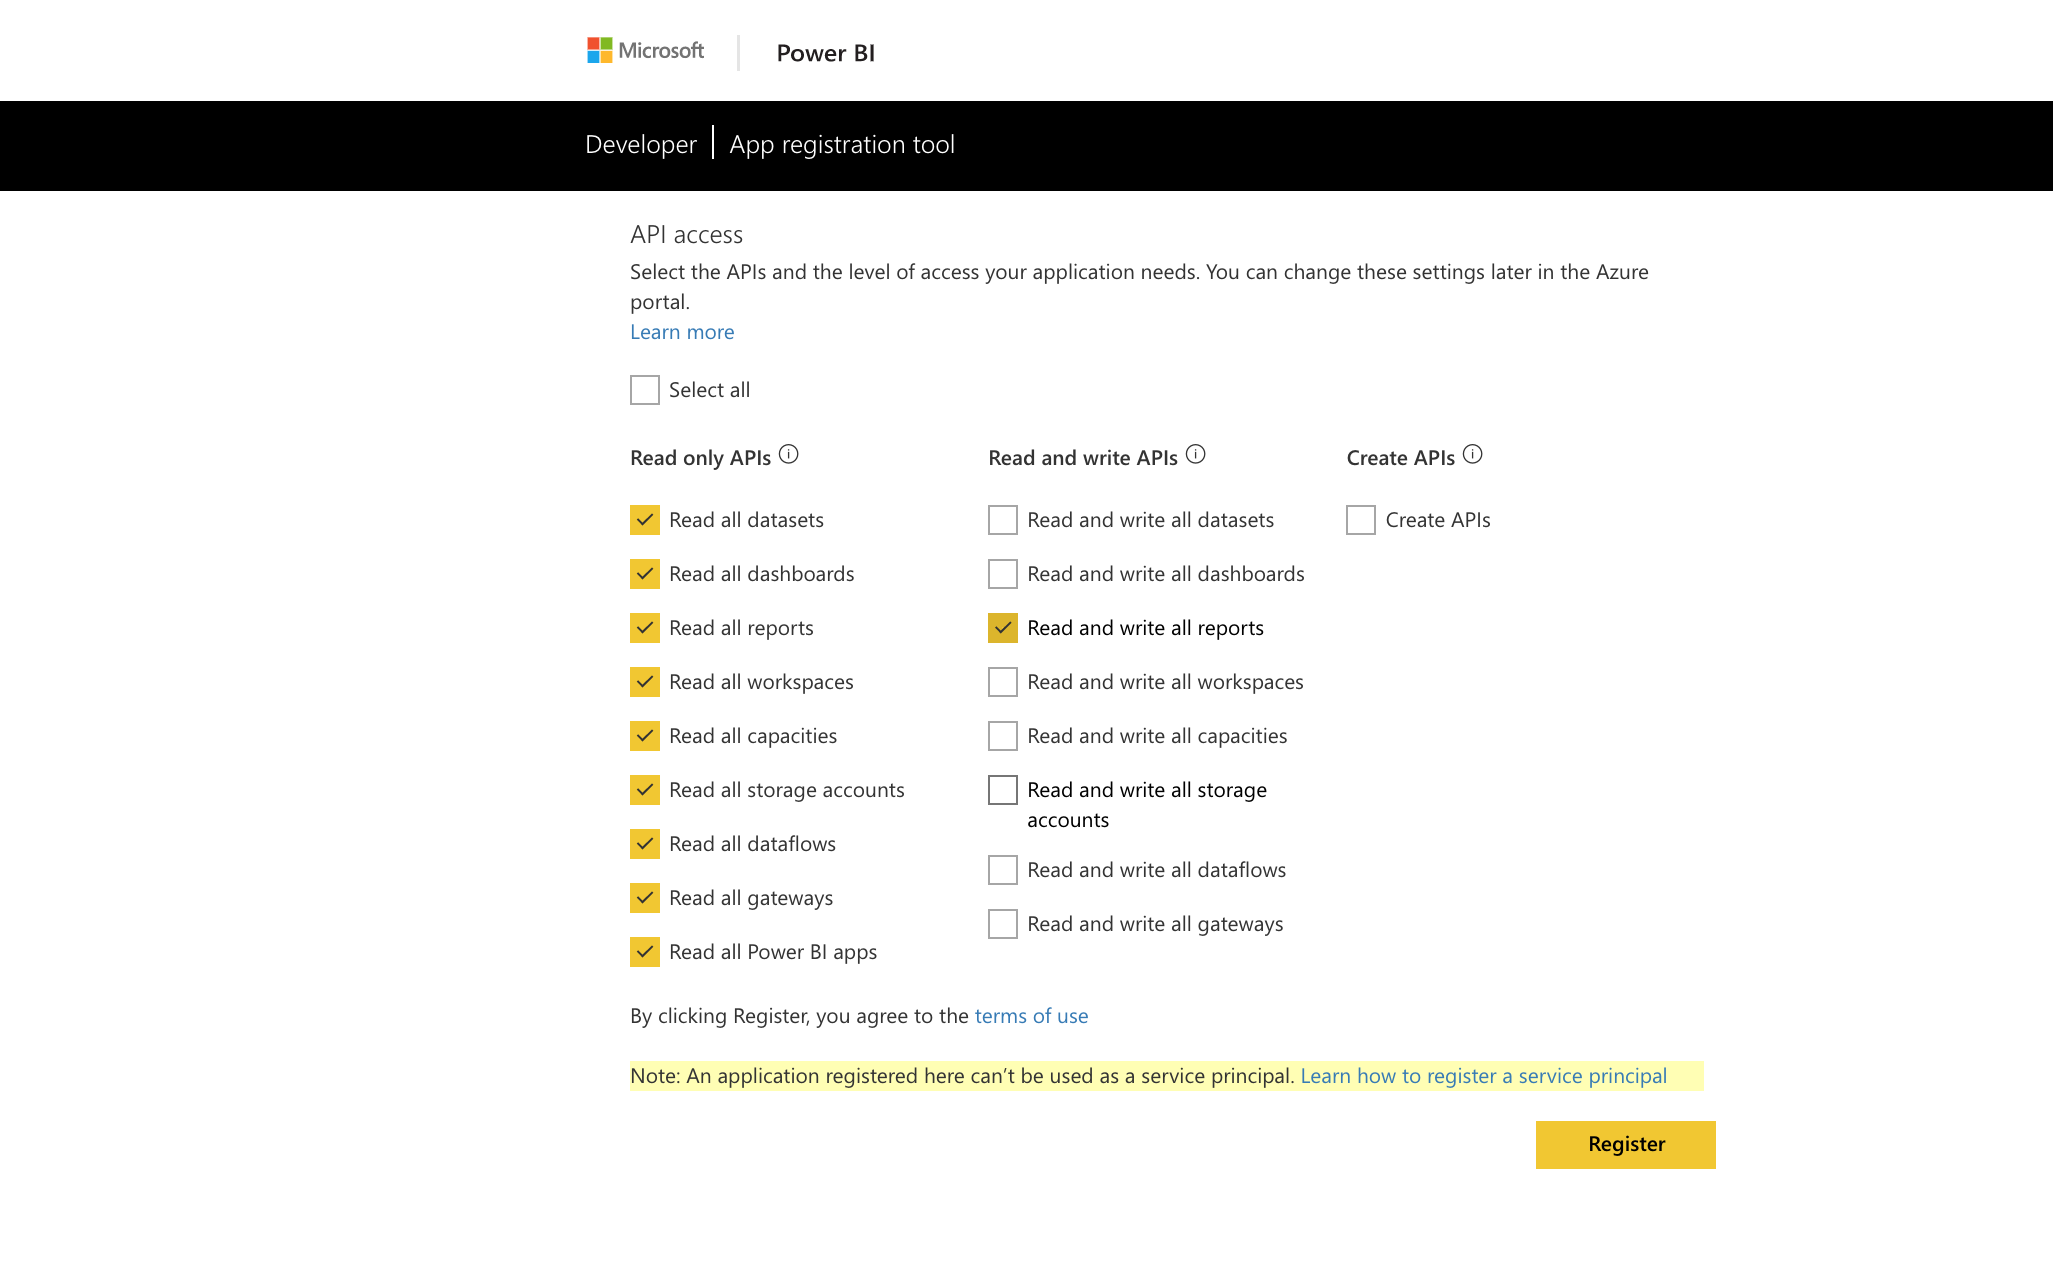 Microsoft
Power BI
Developer
App registration tool
API access
Select the APIs and the level of access your application needs. You can change these settings later in the Azure
portal.
Learn more
Select all
Read only APIs
Read all datasets
Read all dashboards
Read all reports
Read all workspaces
Read all capacities
Read all storage accounts
Read all dataflows
Read all gateways
Read all Power BI apps
Read and write APIs
Read and write all datasets
Read and write all dashboards
Read and write all reports
Read and write all workspaces
Read and write all capacities
Read and write all storage
accounts
Read and write all dataflows
Read and write all gateways
Create APIs
Create APIs
By clicking Register, you agree to the terms of use
Note: An application registered here can't be used as a service principal. Learn how to register a service principal
Register